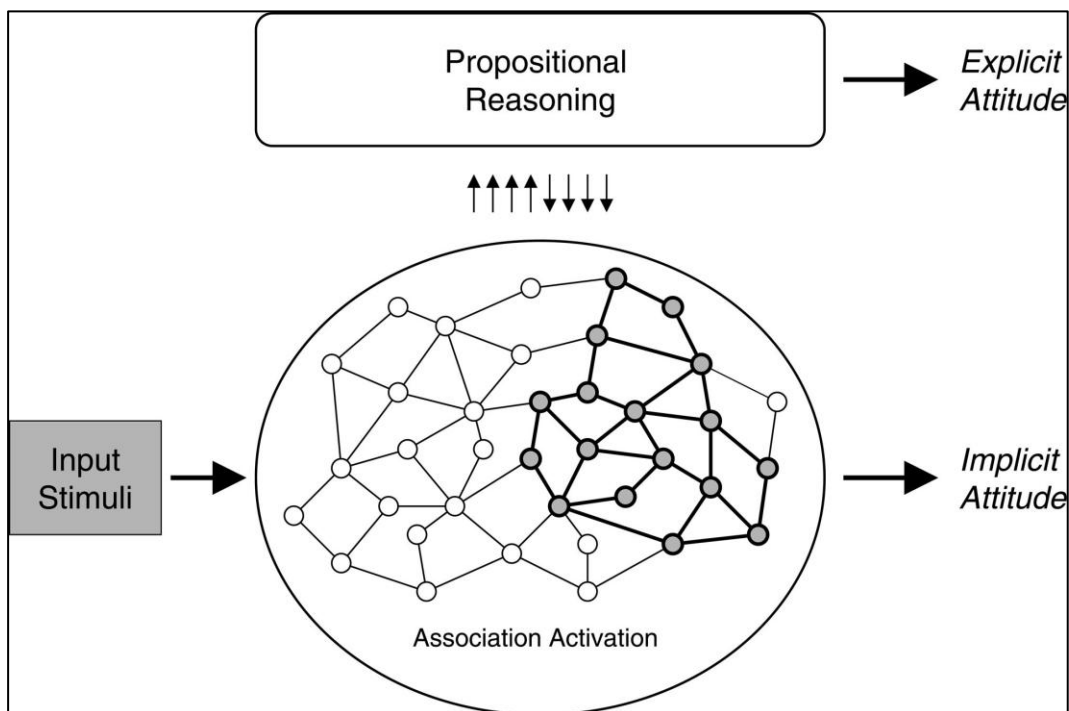 Propositional
Reasoning
Explicit
Attitude
Input
Stimuli
Implicit
Attitude
Association Activation